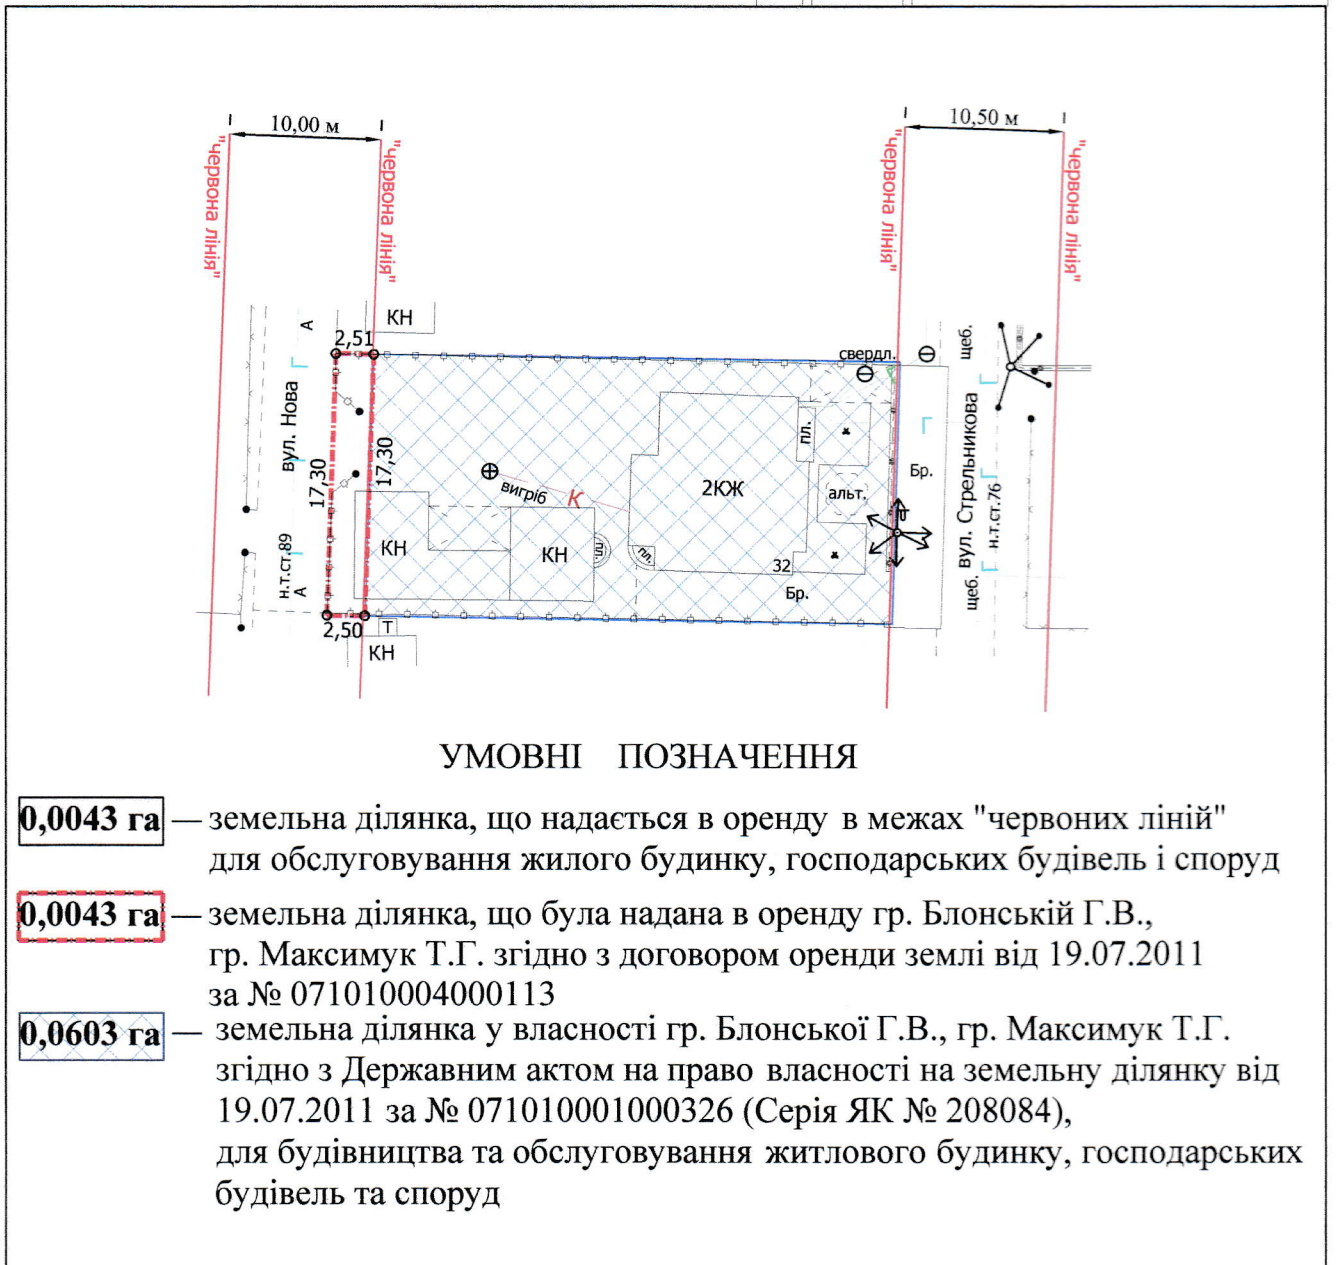 10,00 м
10,50 м
"червона лінія"
"червона лінія"
"червона лінія"
"червона лінія"
КН
А
2,51
свердл.
щеб.
вул. Нова
17,30
17,30
пл.
Г
Бр.
вул. Стрельникова
н.т.ст.76
вигріб
К
2КЖ
альт.
КН
КН
пл.
пл.
32
Бр.
н.т.ст.89
А
щеб.
2,50
Т
КН
УМОВНІ ПОЗНАЧЕННЯ
0,0043 га — земельна ділянка, що надається в оренду в межах "червоних ліній"
для обслуговування жилого будинку, господарських будівель і споруд
0,0043 га — земельна ділянка, що була надана в оренду гр. Блонській Г.В.,
гр. Максимук Т.Г. згідно з договором оренди землі від 19.07.2011
за № 071010004000113
0,0603 га — земельна ділянка у власності гр. Блонської Г.В., гр. Максимук Т.Г.
згідно з Державним актом на право власності на земельну ділянку від
19.07.2011 за № 071010001000326 (Серія ЯК № 208084),
для будівництва та обслуговування житлового будинку, господарських
будівель та споруд